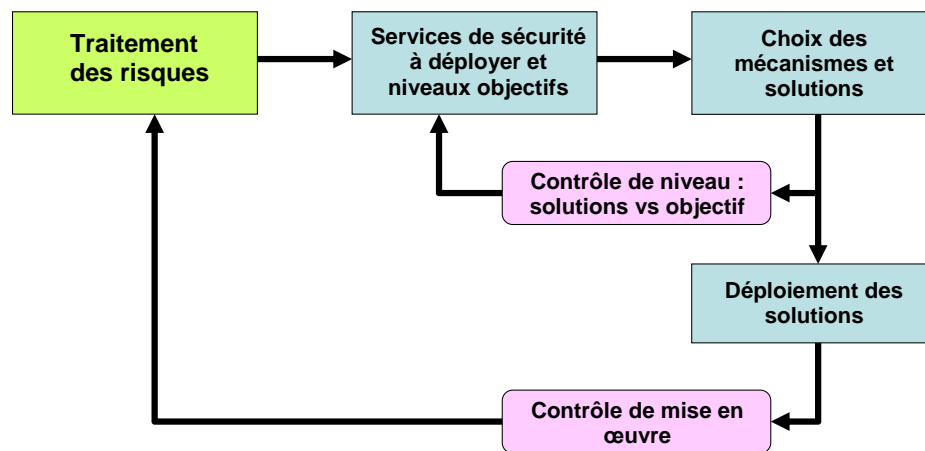 Traitement
des risques
Services de sécurité
à déployer et
niveaux objectifs
Choix des
mécanismes et
solutions
Contrôle de niveau :
solutions vs objectif
Déploiement des
solutions
Contrôle de mise en
œuvre